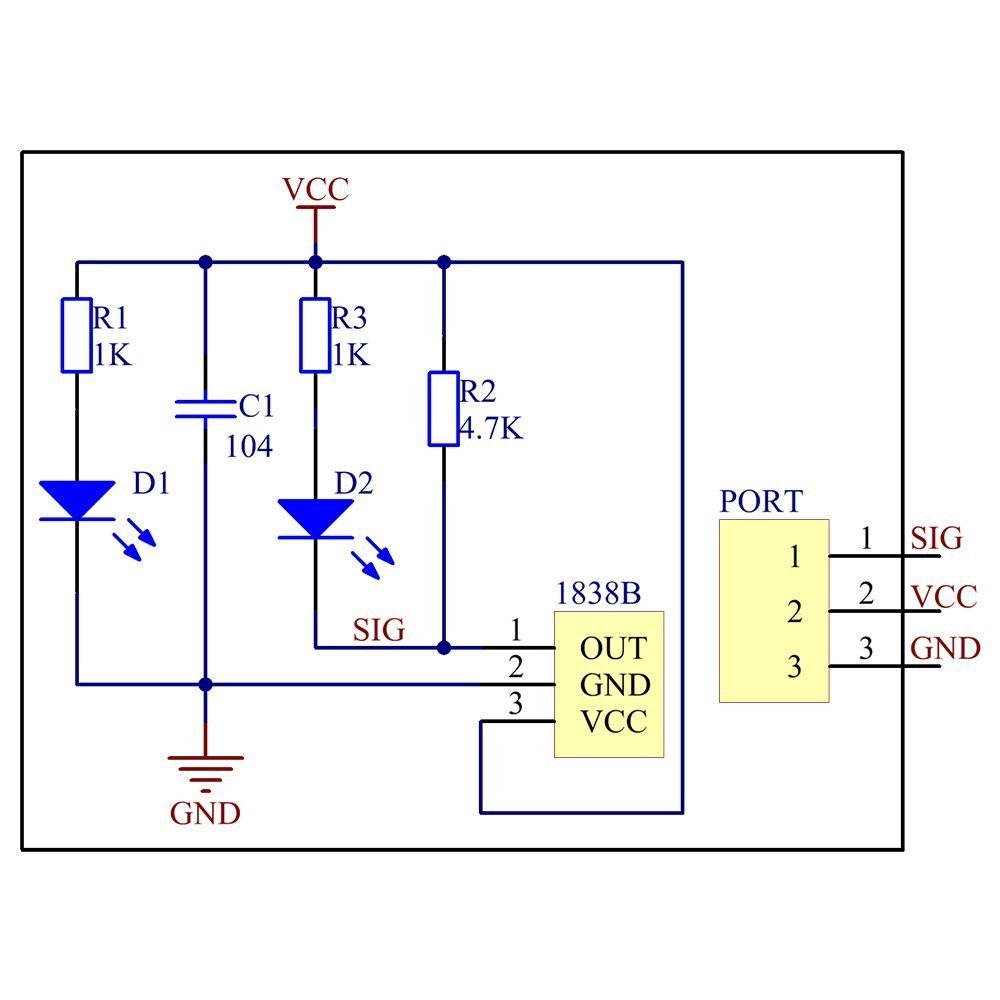 VCC
R1
1K
R3
1K
R2
4.7K
C1
104
D1
D2
PORT
1 1 SIG
2 2 VCC
3 3 GND
1838B
SIG
1 OUT
2 GND
3 VCC
GND